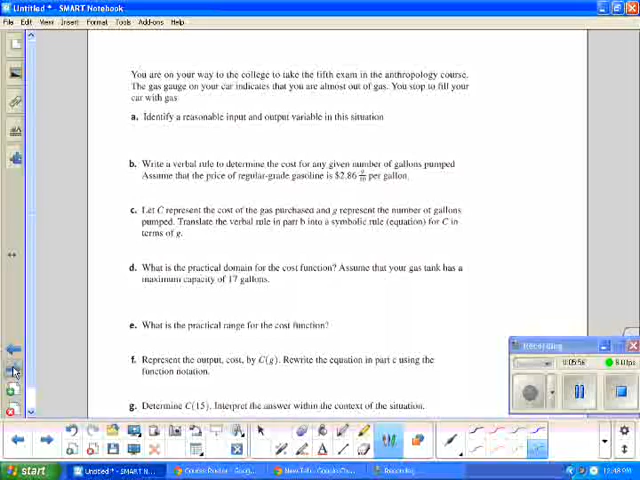 Untitled * - SMART Notebook
File Edit View Insert Format Tools Add-ons Help
You are on your way to the college to take the fifth exam in the anthropology course.
The gas gauge on your car indicates that you are almost out of gas. You stop to fill your
car with gas
a. Identify a reasonable input and output variable in this situation
b. Write a verbal rule to determine the cost for any given number of gallons pumped
Assume that the price of regular-grade gasoline is $2.86 9/10 per gallon.
c. Let C represent the cost of the gas purchased and g represent the number of gallons
pumped. Translate the verbal rule in part b into a symbolic rule (equation) for C in
terms of g.
d. What is the practical domain for the cost function? Assume that your gas tank has a
maximum capacity of 17 gallons.
e. What is the practical range for the cost function?
f. Represent the output, cost, by C(g). Rewrite the equation in part c using the
function notation.
g. Determine C(15). Interpret the answer within the context of the situation.
Recording
start
Untitled * - SMART N...
Recording...